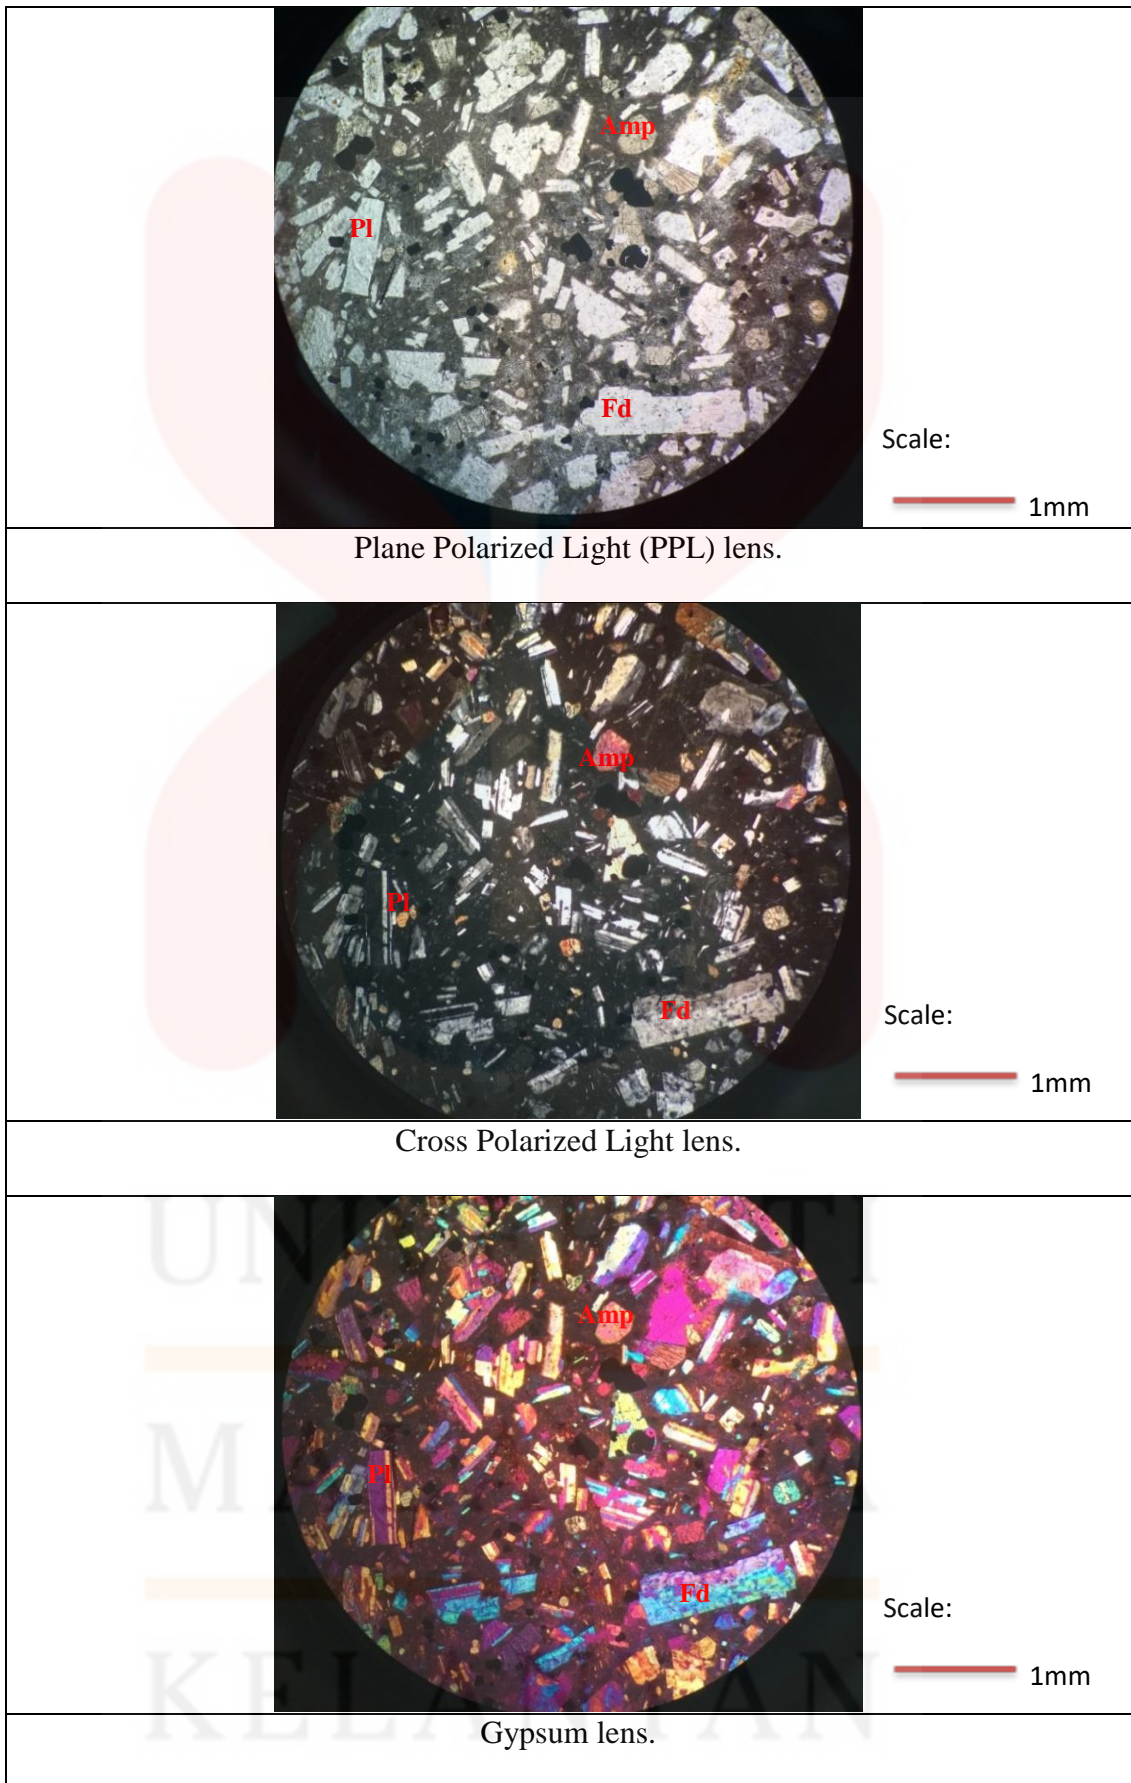 Amp
Pl
Fd
Scale:
1mm
Plane Polarized Light (PPL) lens.
Amp
Pl
Fd
Scale:
1mm
Cross Polarized Light lens.
Amp
Pl
Fd
Scale:
1mm
Gypsum lens.
KELANTAN